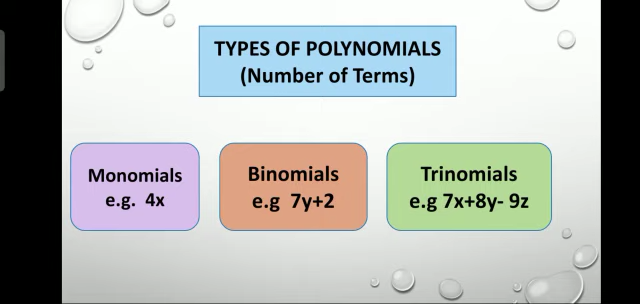 TYPES OF POLYNOMIALS
(Number of Terms)
Monomials
e.g. 4x
Binomials
e.g 7y+2
Trinomials
e.g 7x+8y- 9z